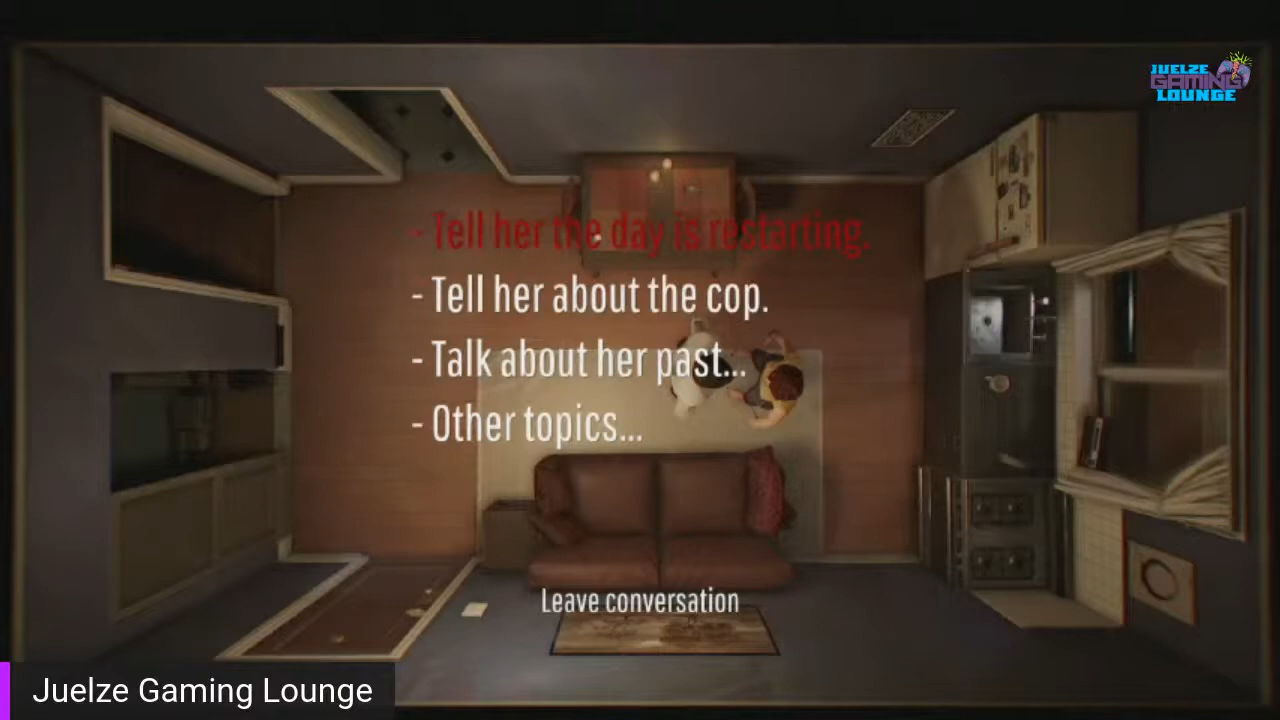 JUELZE
GAMING
LOUNGE
- Tell her the day is restarting.
- Tell her about the cop.
- Talk about her past...
- Other topics...
Leave conversation
Juelze Gaming Lounge